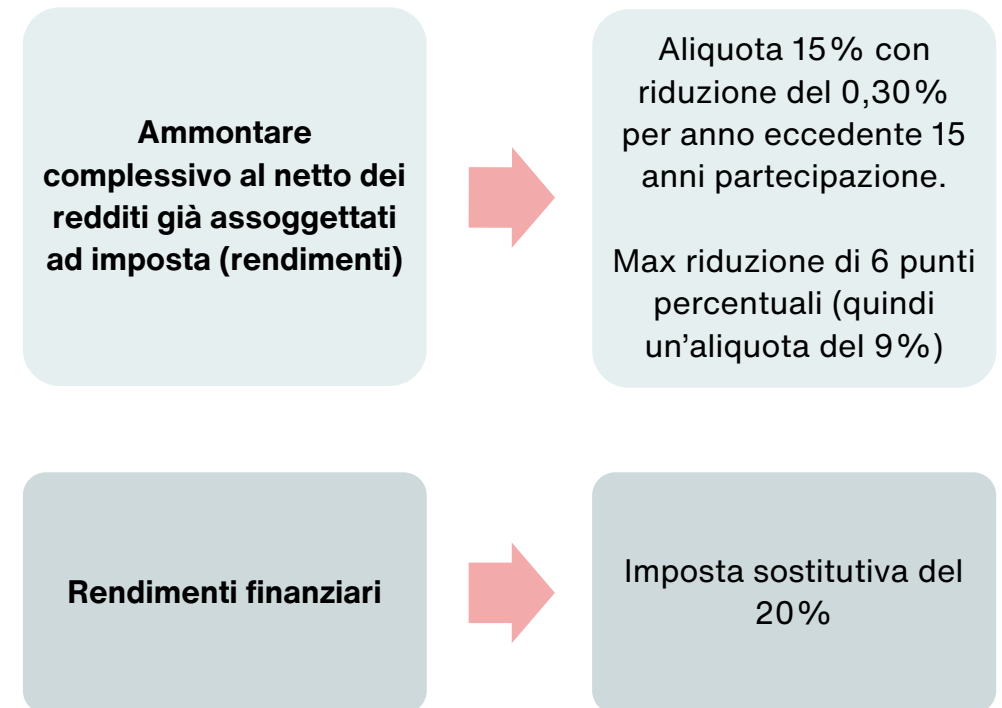 Ammontare
complessivo al netto dei
redditi già assoggettati
ad imposta (rendimenti)
Aliquota 15% con
riduzione del 0,30%
per anno eccedente 15
anni partecipazione.
Max riduzione di 6 punti
percentuali (quindi
un'aliquota del 9%)
Rendimenti finanziari
Imposta sostitutiva del
20%